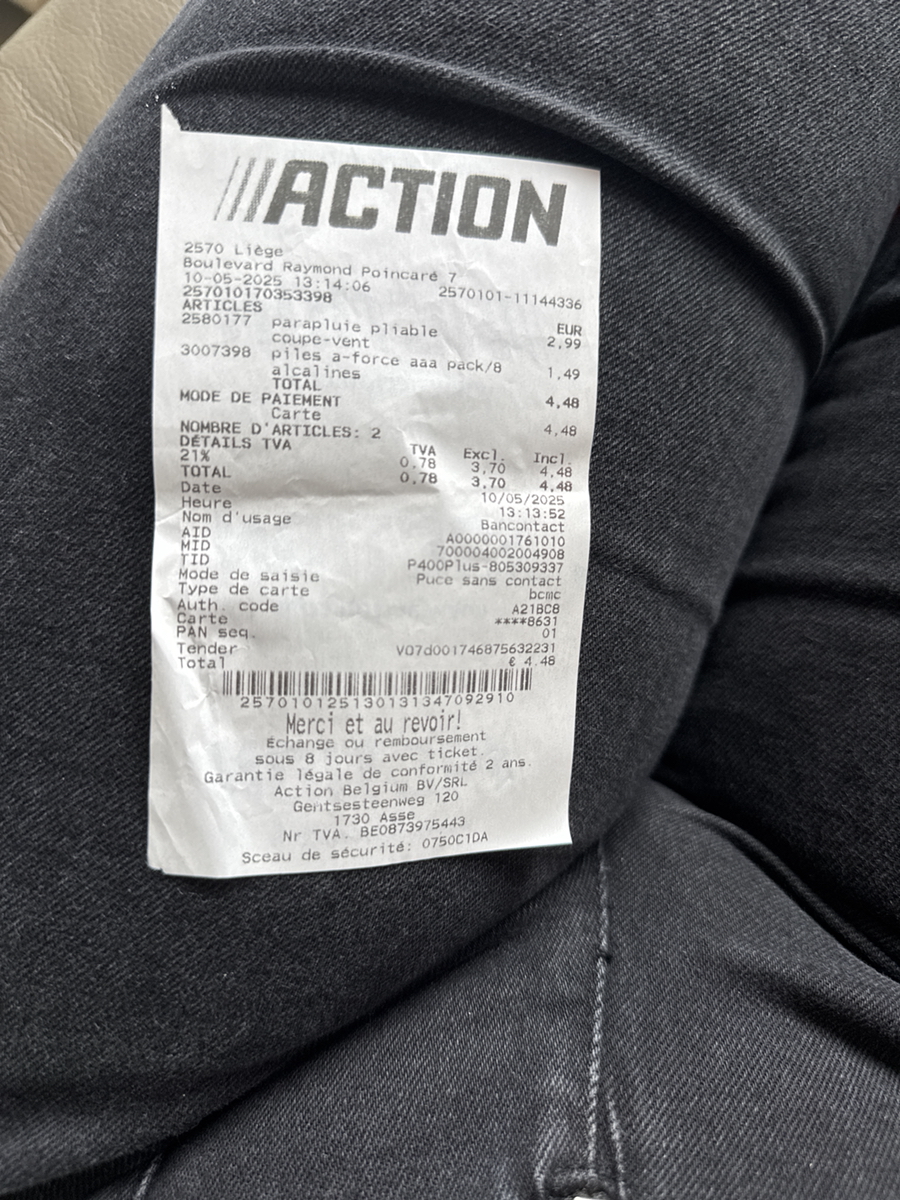 ACTION
2570 Liège
Boulevard Raymond Poincaré 7
10-05-2025 13:14:06 2570101-11144336
257010170353398
ARTICLES EUR
2580177 parapluie pliable 2,99
coupe-vent
3007398 piles a-force aaa pack/8 1,49
alcalines
TOTAL 4,48
MODE DE PAIEMENT
Carte 4,48
NOMBRE D'ARTICLES: 2
DÉTAILS TVA TVA Excl. Incl.
21% 0,78 3,70 4,48
TOTAL 0,78 3,70 4,48
Date 10/05/2025
Heure 13:13:52
Nom d'usage Bancontact
AID A0000001761010
MID 700004002004908
TID P400Plus-805309337
Mode de saisie Puce sans contact
Type de carte bcmc
Auth. code A21BC8
Carte ****8631
PAN seq. 01
Tender V07d001746875632231
Total € 4,48
257010125130131347092910
Merci et au revoir!
Échange ou remboursement
sous 8 jours avec ticket.
Garantie légale de conformité 2 ans.
Action Belgium BV/SRL
Gentsesteenweg 120
1730 Asse
Nr TVA. BE0873975443
Sceau de sécurité: 0750C1DA